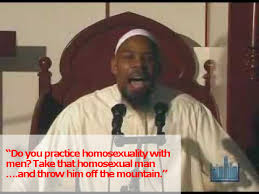 “Do you practice homosexuality with
men? Take that homosexual man
....and throw him off the mountain.”